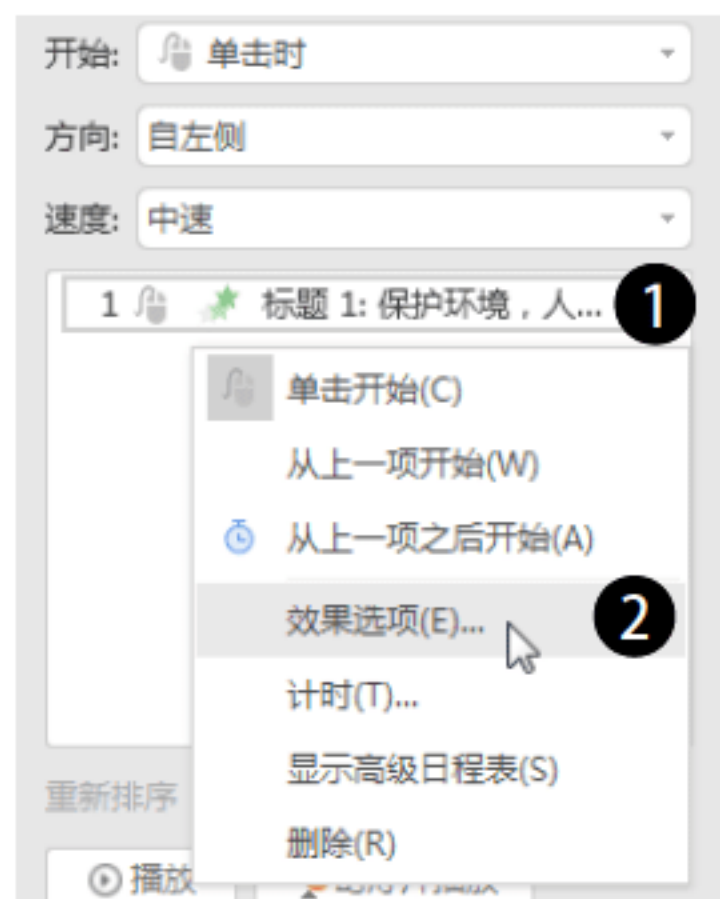 开始: 单击时
方向: 自左侧
速度: 中速
1 标题 1: 保护环境，人... 1
单击开始(C)
从上一项开始(W)
从上一项之后开始(A)
效果选项(E)... 2
计时(T)...
显示高级日程表(S)
重新排序
删除(R)
播放